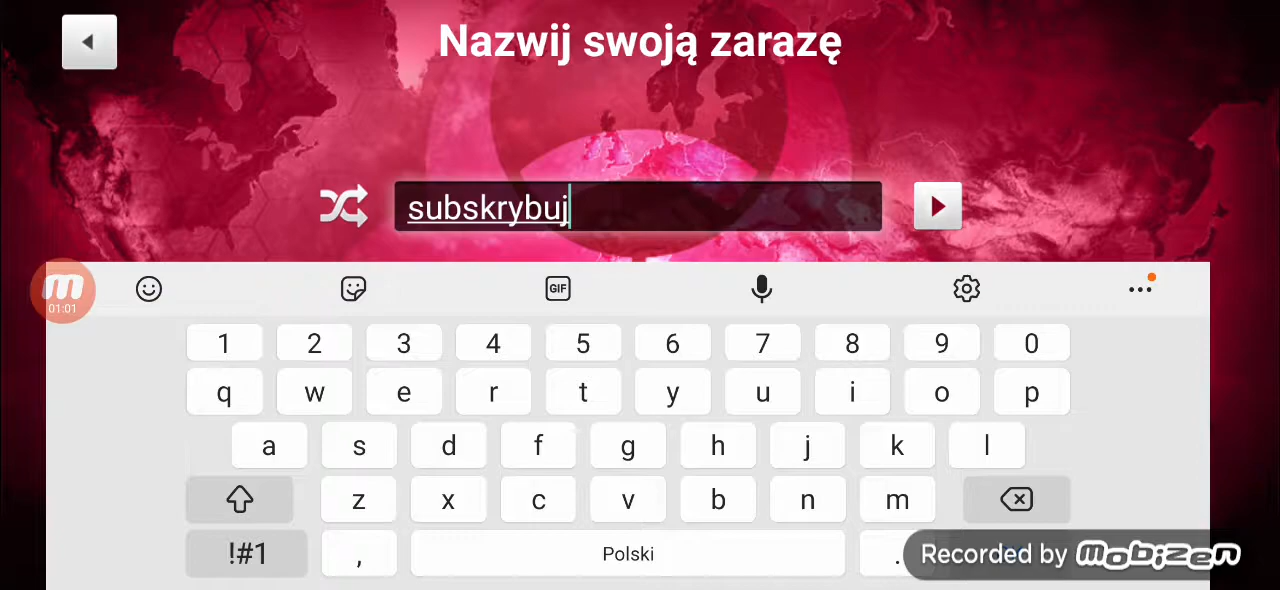 Nazwij swoją zarazę
subskrybuj
m
01:01
GIF
1 2 3 4 5 6 7 8 9 0
q w e r t y u i o p
a s d f g h j k l
z x c v b n m
!#1 , Polski .
Recorded by mobizen